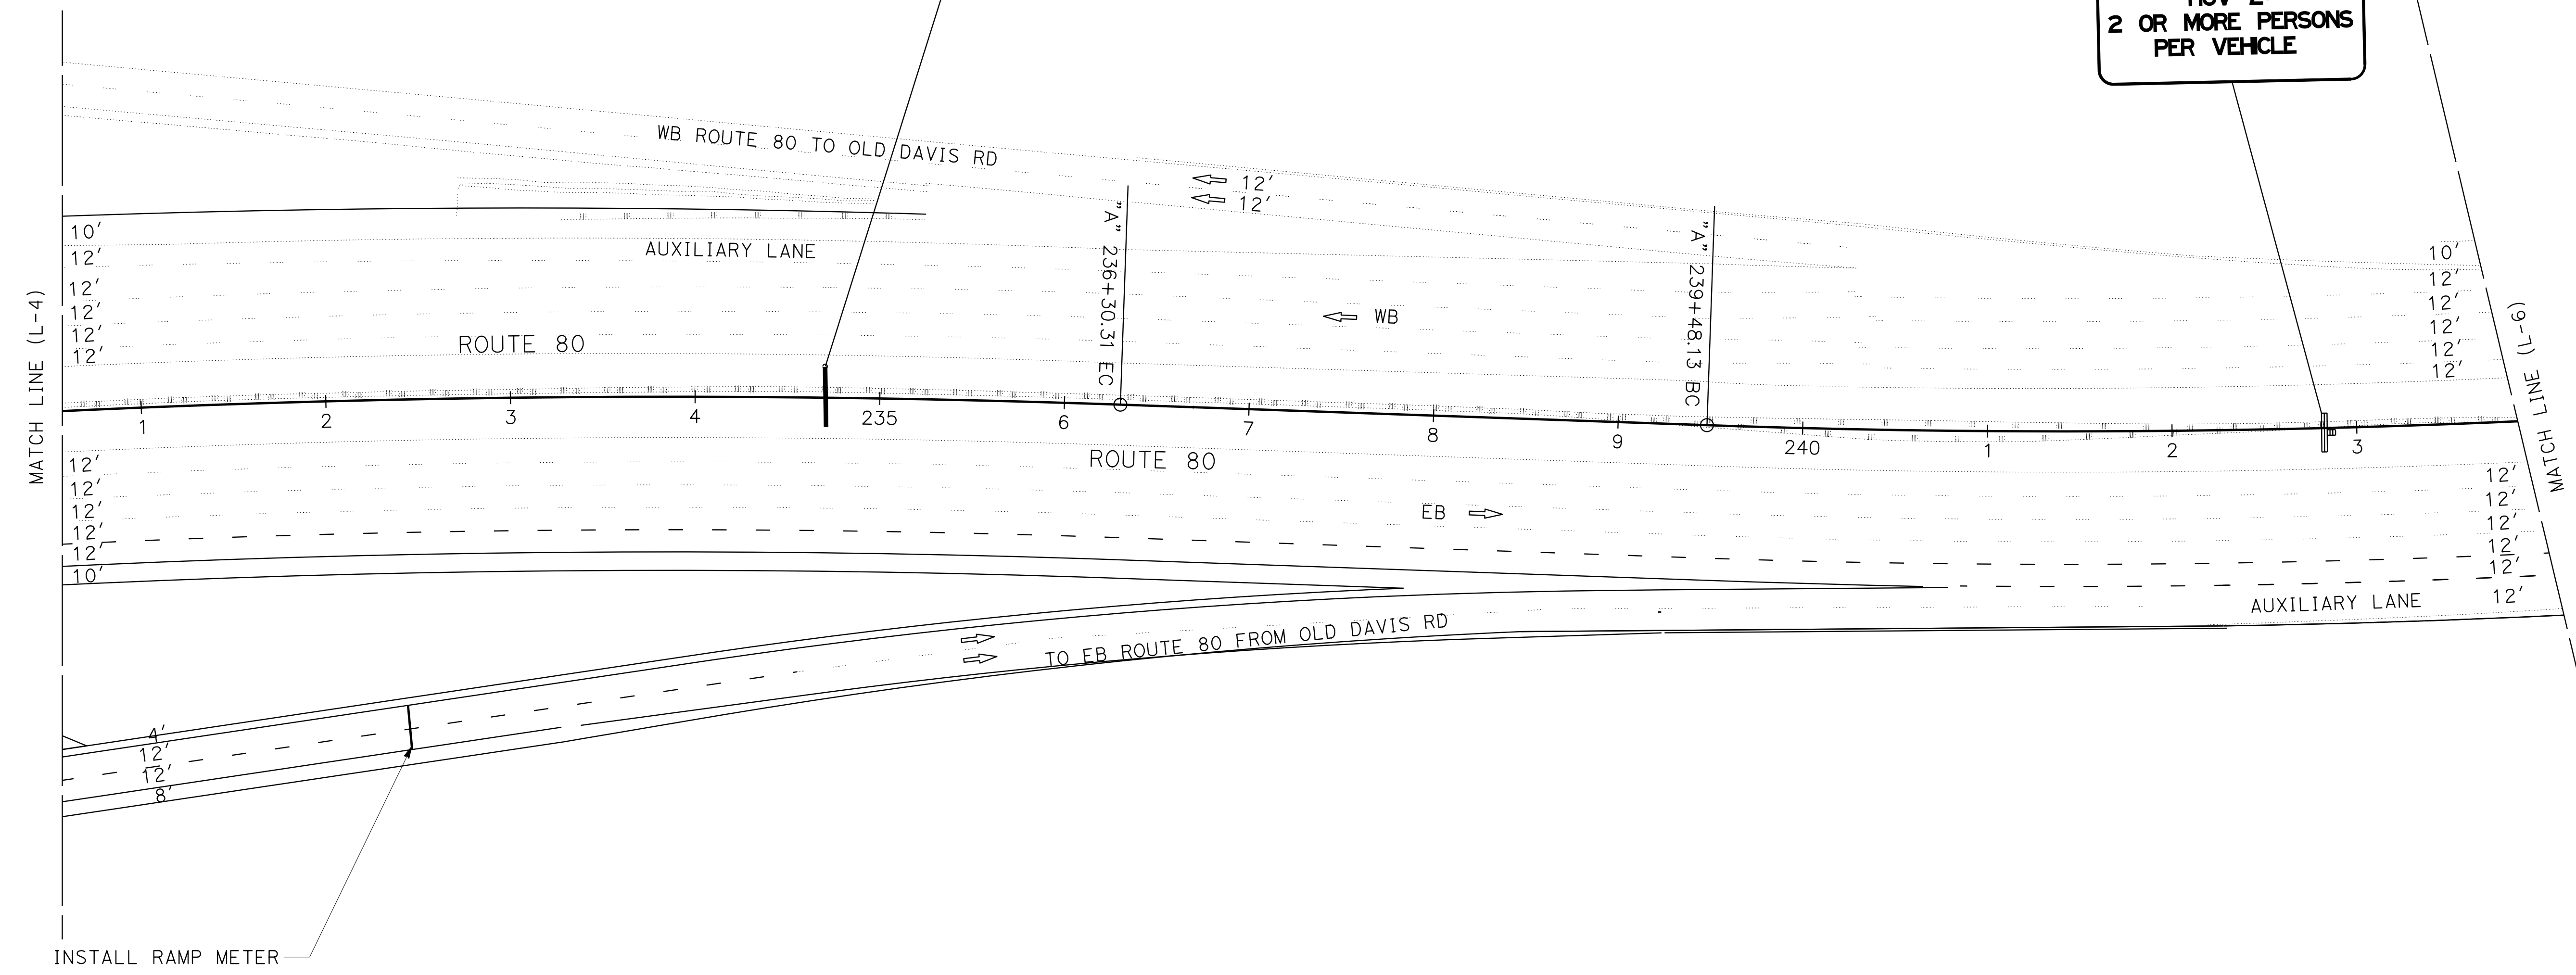 HOV 2
2 OR MORE PERSONS
PER VEHICLE
WB ROUTE 80 TO OLD DAVIS RD
12'
12'
10'
12'
12'
12'
12'
12'
AUXILIARY LANE
ROUTE 80
"A" 236+30.31 EC
WB
"A" 239+48.13 BC
10'
12'
12'
12'
12'
12'
MATCH LINE (L-4)
MATCH LINE (L-6)
1
2
3
4
235
6
7
8
9
240
1
2
3
12'
12'
12'
12'
12'
10'
ROUTE 80
EB
12'
12'
12'
12'
12'
12'
AUXILIARY LANE
TO EB ROUTE 80 FROM OLD DAVIS RD
4'
12'
12'
8'
INSTALL RAMP METER